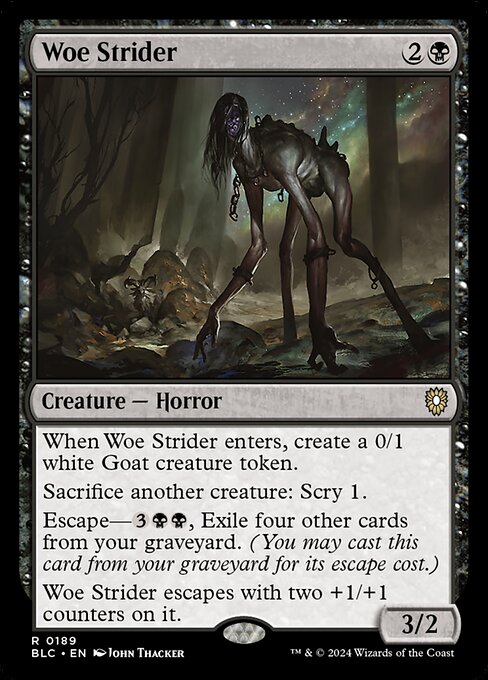 Woe Strider 2
Creature — Horror
When Woe Strider enters, create a 0/1
white Goat creature token.
Sacrifice another creature: Scry 1.
Escape—3, Exile four other cards
from your graveyard. (You may cast this
card from your graveyard for its escape cost.)
Woe Strider escapes with two +1/+1
counters on it.
3/2
R 0189
BLC • EN John Thacker
™ & © 2024 Wizards of the Coast